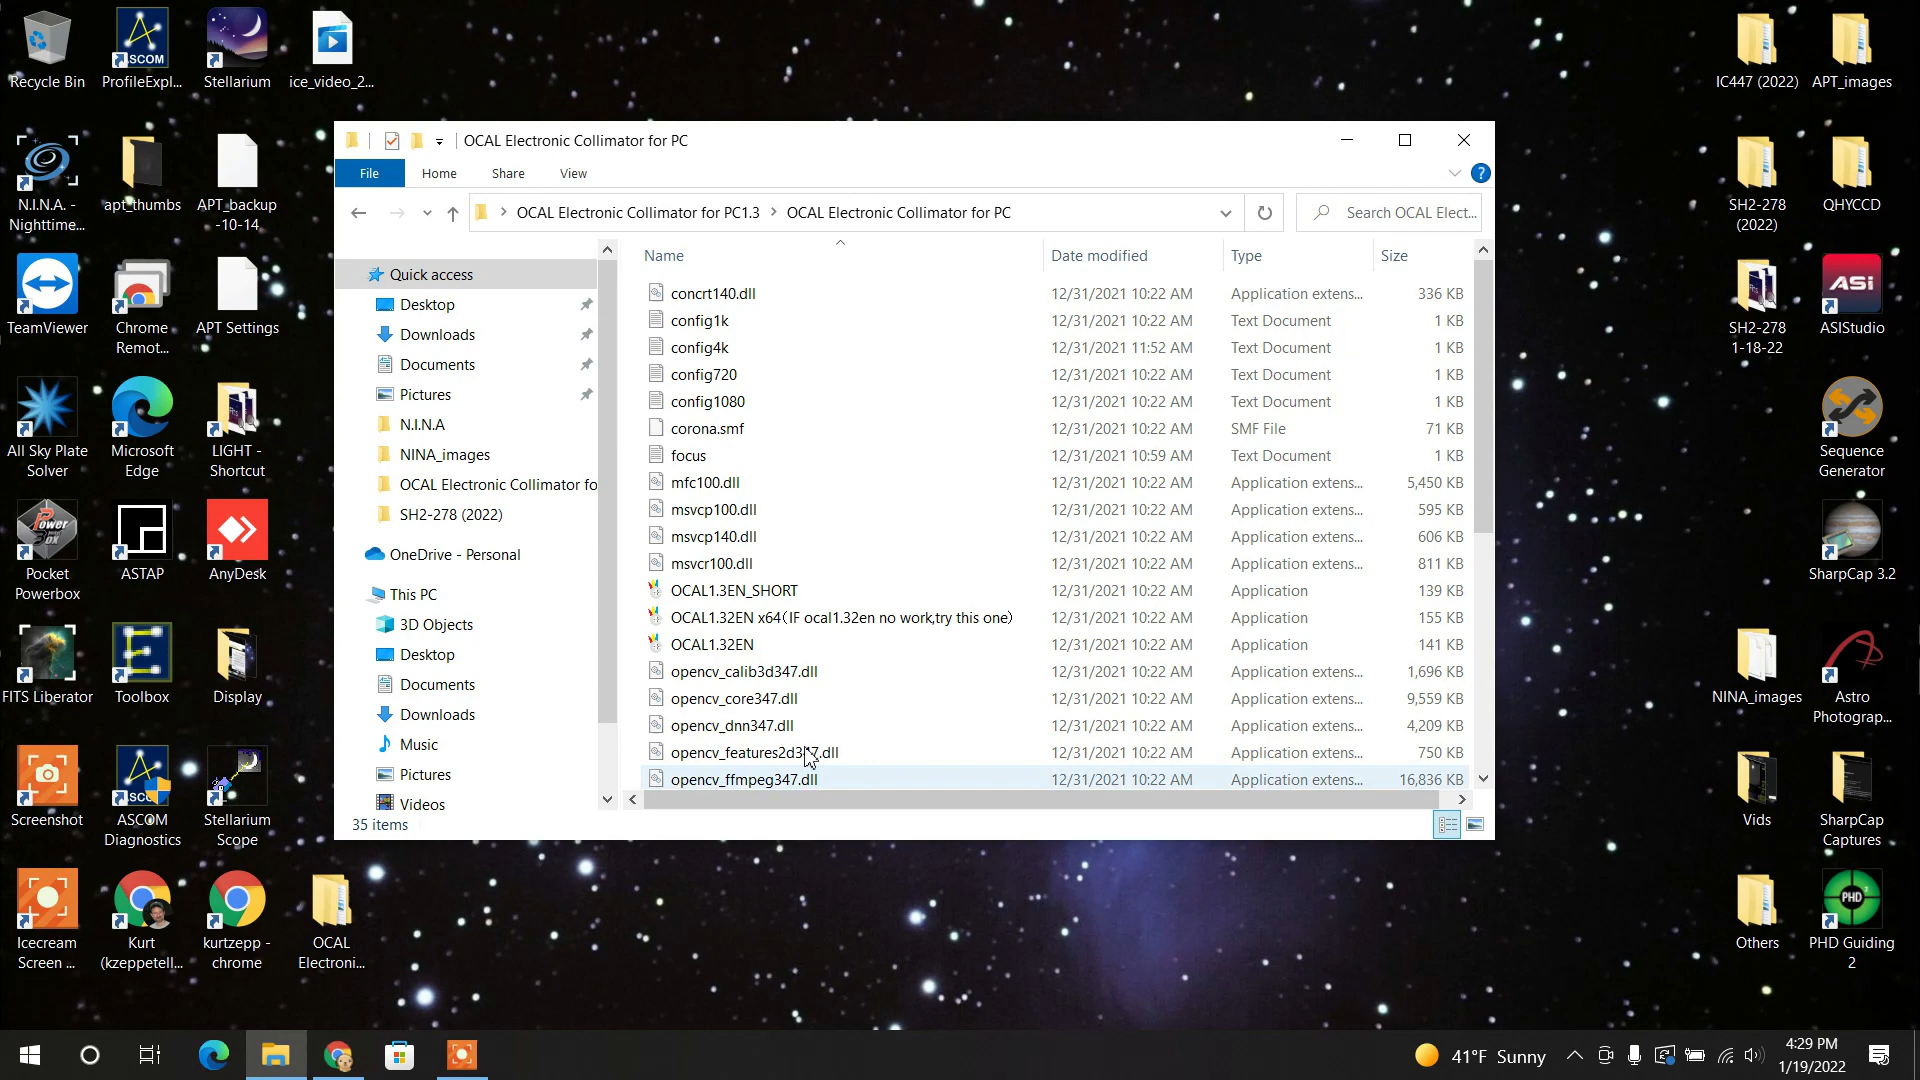 Recycle Bin
ProfileExpl...
Stellarium
ice_video_2...
N.I.N.A. -
Nighttime...
apt_thumbs
APT_backup
-10-14
TeamViewer
Chrome
Remot...
APT Settings
All Sky Plate
Solver
Microsoft
Edge
LIGHT -
Shortcut
Pocket
Powerbox
ASTAP
AnyDesk
FITS Liberator
Toolbox
Display
Screenshot
ASCOM
Diagnostics
Stellarium
Scope
Icecream
Screen ...
Kurt
(kzeppetell...
kurtzepp -
chrome
OCAL
Electroni...
OCAL Electronic Collimator for PC
File
Home
Share
View
OCAL Electronic Collimator for PC1.3
OCAL Electronic Collimator for PC
Search OCAL Elect...
Quick access
Desktop
Downloads
Documents
Pictures
N.I.N.A
NINA_images
OCAL Electronic Collimator fo
SH2-278 (2022)
OneDrive - Personal
This PC
3D Objects
Desktop
Documents
Downloads
Music
Pictures
Videos
Name Date modified Type Size
concrt140.dll 12/31/2021 10:22 AM Application extens... 336 KB
config1k 12/31/2021 10:22 AM Text Document 1 KB
config4k 12/31/2021 11:52 AM Text Document 1 KB
config720 12/31/2021 10:22 AM Text Document 1 KB
config1080 12/31/2021 10:22 AM Text Document 1 KB
corona.smf 12/31/2021 10:22 AM SMF File 71 KB
focus 12/31/2021 10:59 AM Text Document 1 KB
mfc100.dll 12/31/2021 10:22 AM Application extens... 5,450 KB
msvcp100.dll 12/31/2021 10:22 AM Application extens... 595 KB
msvcp140.dll 12/31/2021 10:22 AM Application extens... 606 KB
msvcr100.dll 12/31/2021 10:22 AM Application extens... 811 KB
OCAL1.3EN_SHORT 12/31/2021 10:22 AM Application 139 KB
OCAL1.32EN x64(IF ocal1.32en no work,try this one) 12/31/2021 10:22 AM Application 155 KB
OCAL1.32EN 12/31/2021 10:22 AM Application 141 KB
opencv_calib3d347.dll 12/31/2021 10:22 AM Application extens... 1,696 KB
opencv_core347.dll 12/31/2021 10:22 AM Application extens... 9,559 KB
opencv_dnn347.dll 12/31/2021 10:22 AM Application extens... 4,209 KB
opencv_features2d347.dll 12/31/2021 10:22 AM Application extens... 750 KB
opencv_ffmpeg347.dll 12/31/2021 10:22 AM Application extens... 16,836 KB
35 items
IC447 (2022)
APT_images
SH2-278
(2022)
QHYCCD
SH2-278
1-18-22
ASi
ASIStudio
Sequence
Generator
SharpCap 3.2
NINA_images
Astro
Photograp...
Vids
SharpCap
Captures
Others
PHD
PHD Guiding
2
41°F Sunny
4:29 PM
1/19/2022